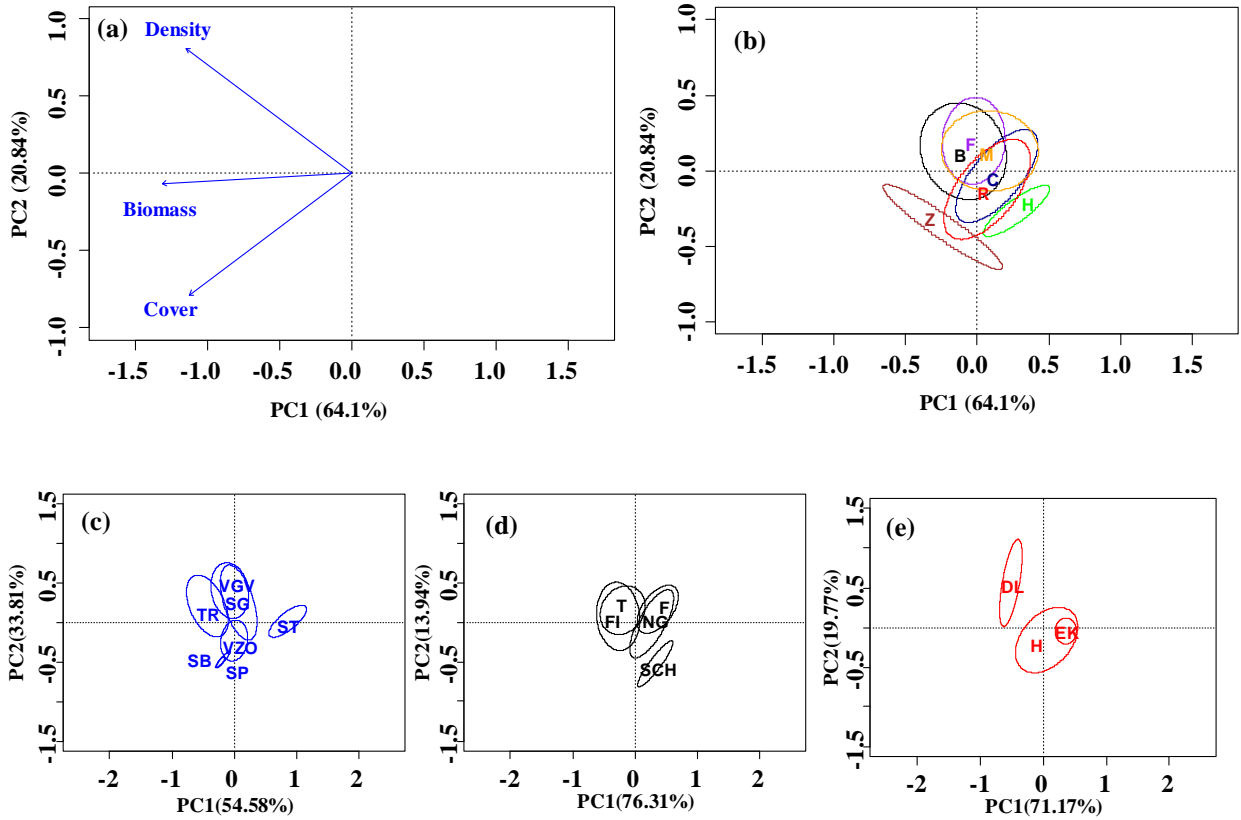 (a)
Density
Biomass
Cover
1.0
0.5
0.0
-0.5
-1.0
PC2 (20.84%)
-1.5 -1.0 -0.5 0.0 0.5 1.0 1.5
PC1 (64.1%)
(b)
F
B
M
C
R
H
Z
1.0
0.5
0.0
-0.5
-1.0
PC2 (20.84%)
-1.5 -1.0 -0.5 0.0 0.5 1.0 1.5
PC1 (64.1%)
(c)
VGV
SG
TR
ST
VZO
SB
SP
1.5
0.5
-0.5
-1.5
PC2(33.81%)
-2 -1 0 1 2
PC1(54.58%)
(d)
T
F
FI
NG
SCH
1.5
0.5
-0.5
-1.5
PC2(13.94%)
-2 -1 0 1 2
PC1(76.31%)
(e)
DL
EK
H
1.5
0.5
-0.5
-1.5
PC2(19.77%)
-2 -1 0 1 2
PC1(71.17%)